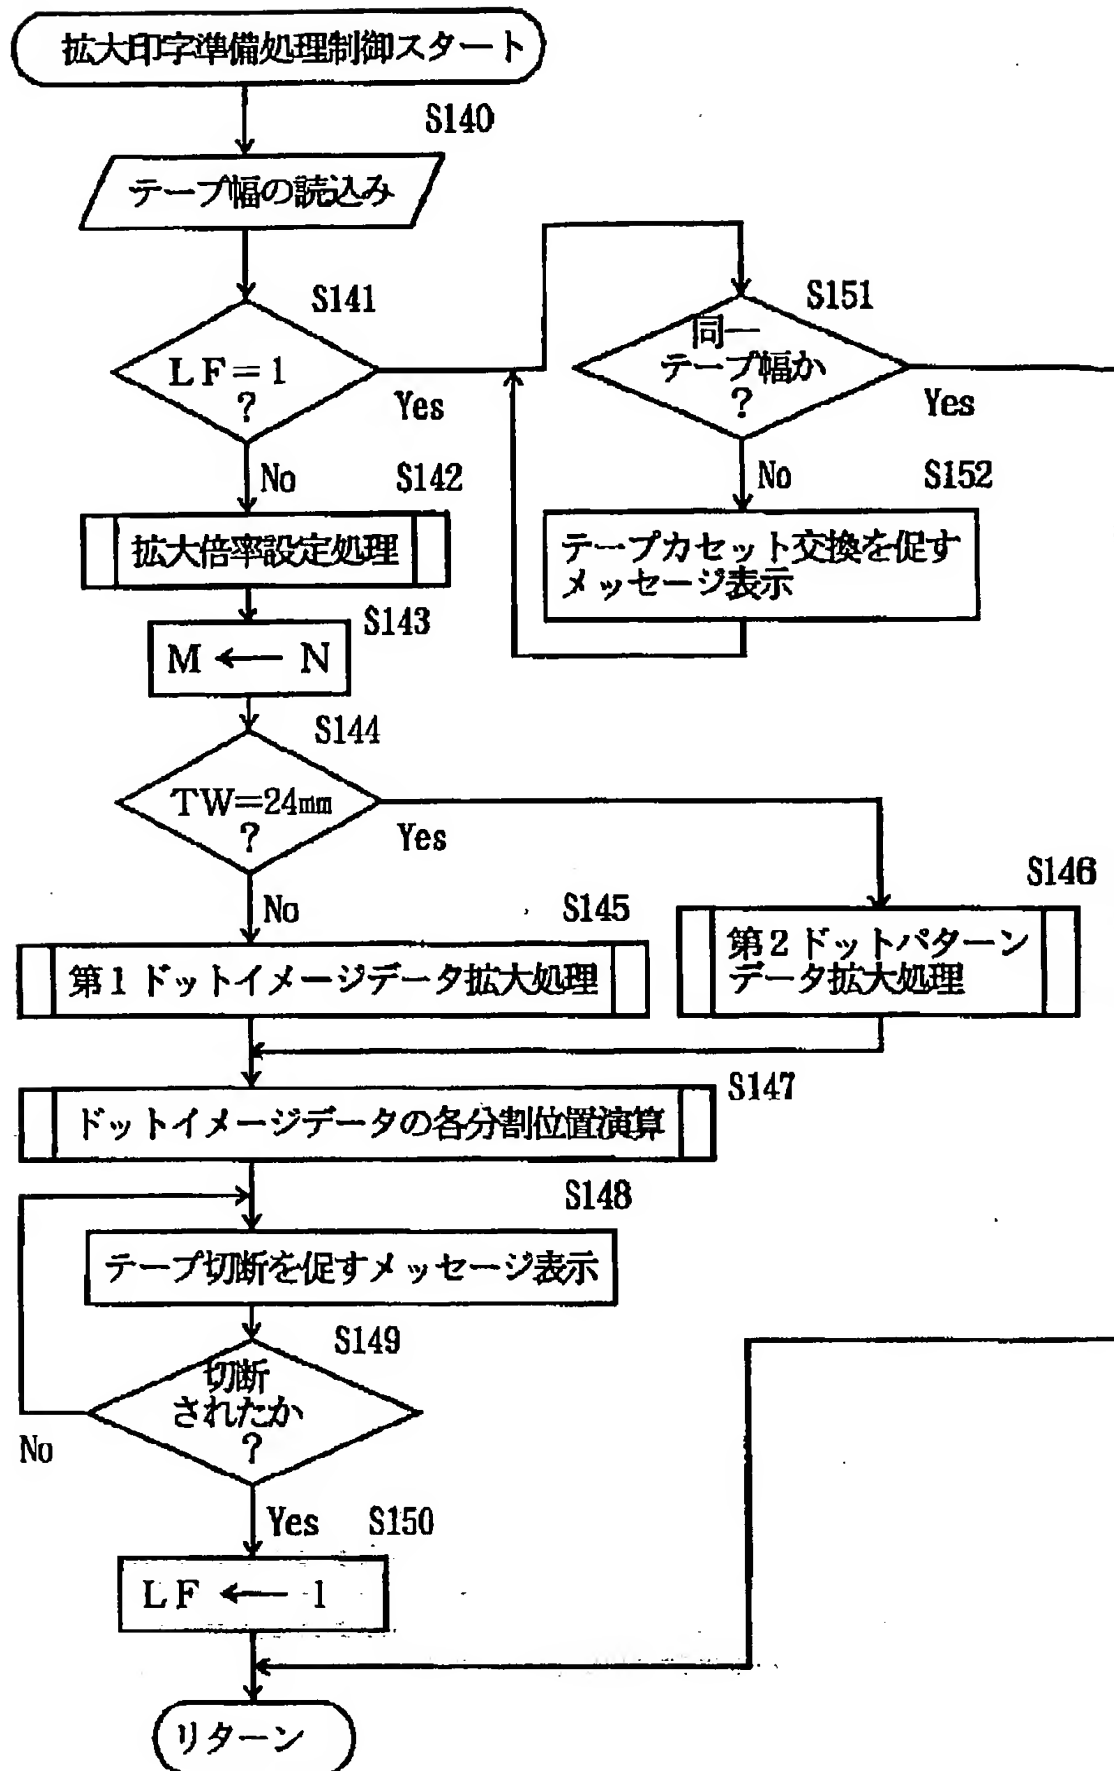 拡大印字準備処理制御スタート
S140
テープ幅の読込み
S141
LF=1
?
Yes
No
S151
同一
テープ幅か
?
Yes
No
S152
テープカセット交換を促す
メッセージ表示
S142
拡大倍率設定処理
S143
M ← N
S144
TW=24mm
?
Yes
No
S145
第1ドットイメージデータ拡大処理
S146
第2ドットパターン
データ拡大処理
S147
ドットイメージデータの各分割位置演算
S148
テープ切断を促すメッセージ表示
S149
切断
されたか
?
No
Yes
S150
LF ← 1
リターン